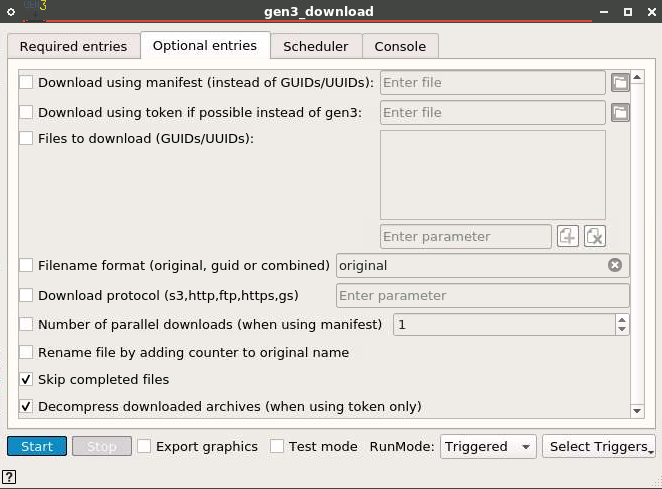 gen3
gen3_download
Required entries
Optional entries
Scheduler
Console
Download using manifest (instead of GUIDs/UUIDs):
Enter file
Download using token if possible instead of gen3:
Enter file
Files to download (GUIDs/UUIDs):
Enter parameter
Filename format (original, guid or combined)
original
Download protocol (s3,http,ftp,https,gs)
Enter parameter
Number of parallel downloads (when using manifest)
1
Rename file by adding counter to original name
Skip completed files
Decompress downloaded archives (when using token only)
Start
Stop
Export graphics
Test mode
RunMode:
Triggered
Select Triggers
?